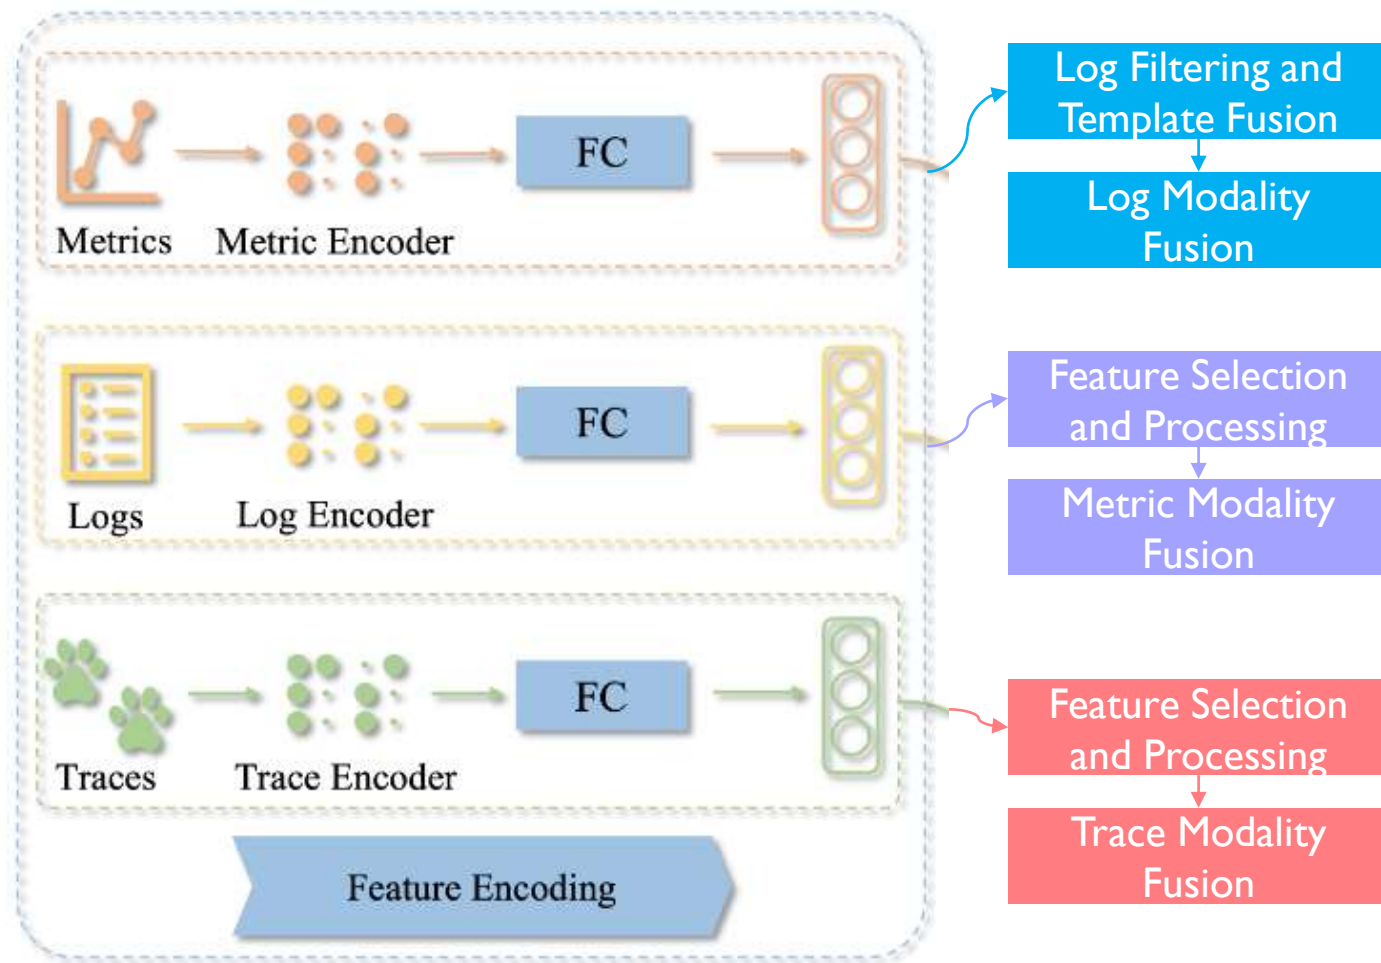 FC
Metrics
Metric Encoder
Log Filtering and
Template Fusion
Log Modality
Fusion
FC
Logs
Log Encoder
Feature Selection
and Processing
Metric Modality
Fusion
FC
Traces
Trace Encoder
Feature Selection
and Processing
Trace Modality
Fusion
Feature Encoding